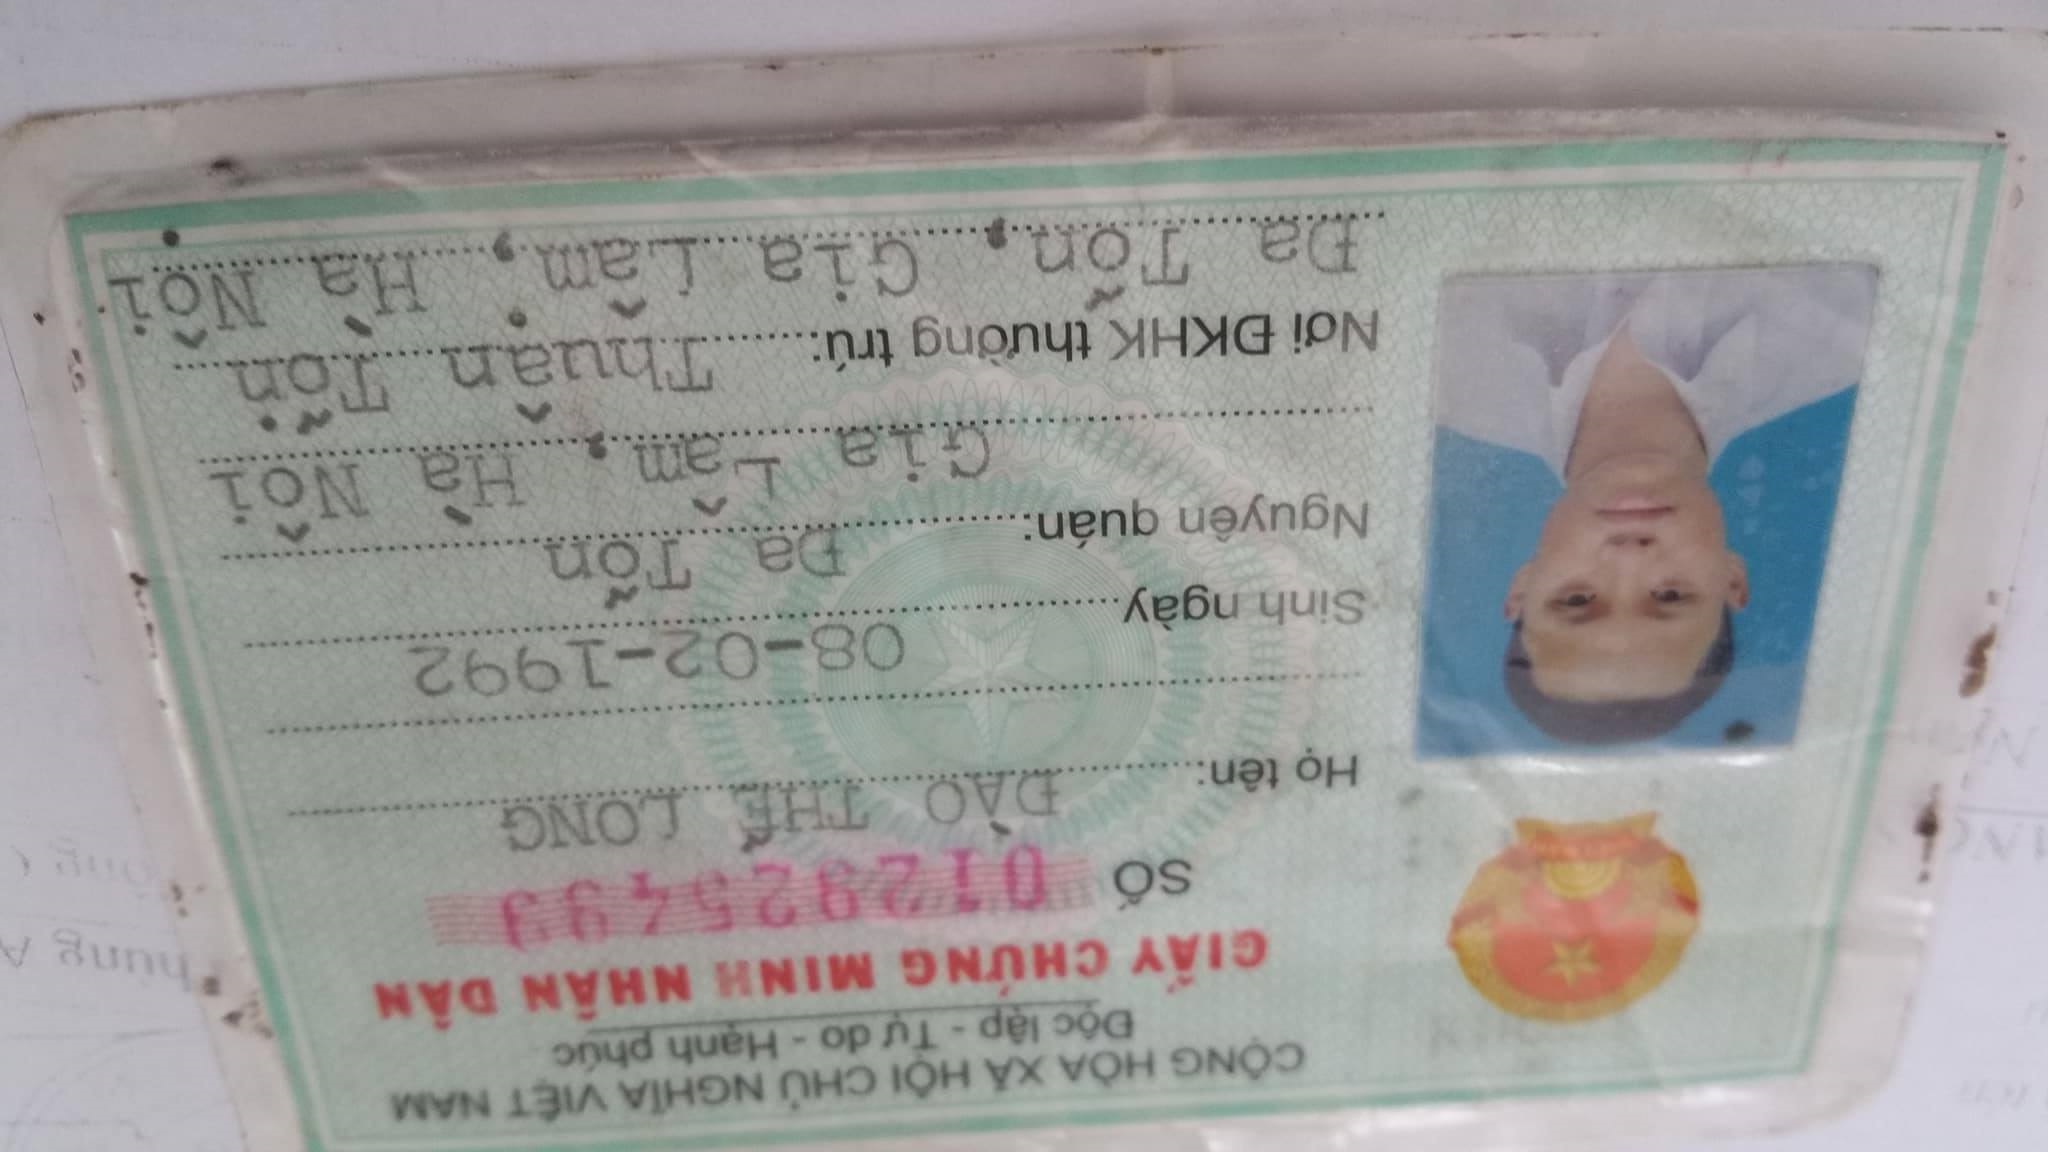 CỘNG HÒA XÃ HỘI CHỦ NGHĨA VIỆT NAM
Độc lập - Tự do - Hạnh phúc
GIẤY CHỨNG MINH NHÂN DÂN
SỐ 012925499
Họ tên: ĐÀO THẾ LONG
Sinh ngày 08-02-1992
Nguyên quán: Đa Tốn
Gia Lâm, Hà Nội
Nơi ĐKHK thường trú: Thuận Tốn
Đa Tốn, Gia Lâm, Hà Nội